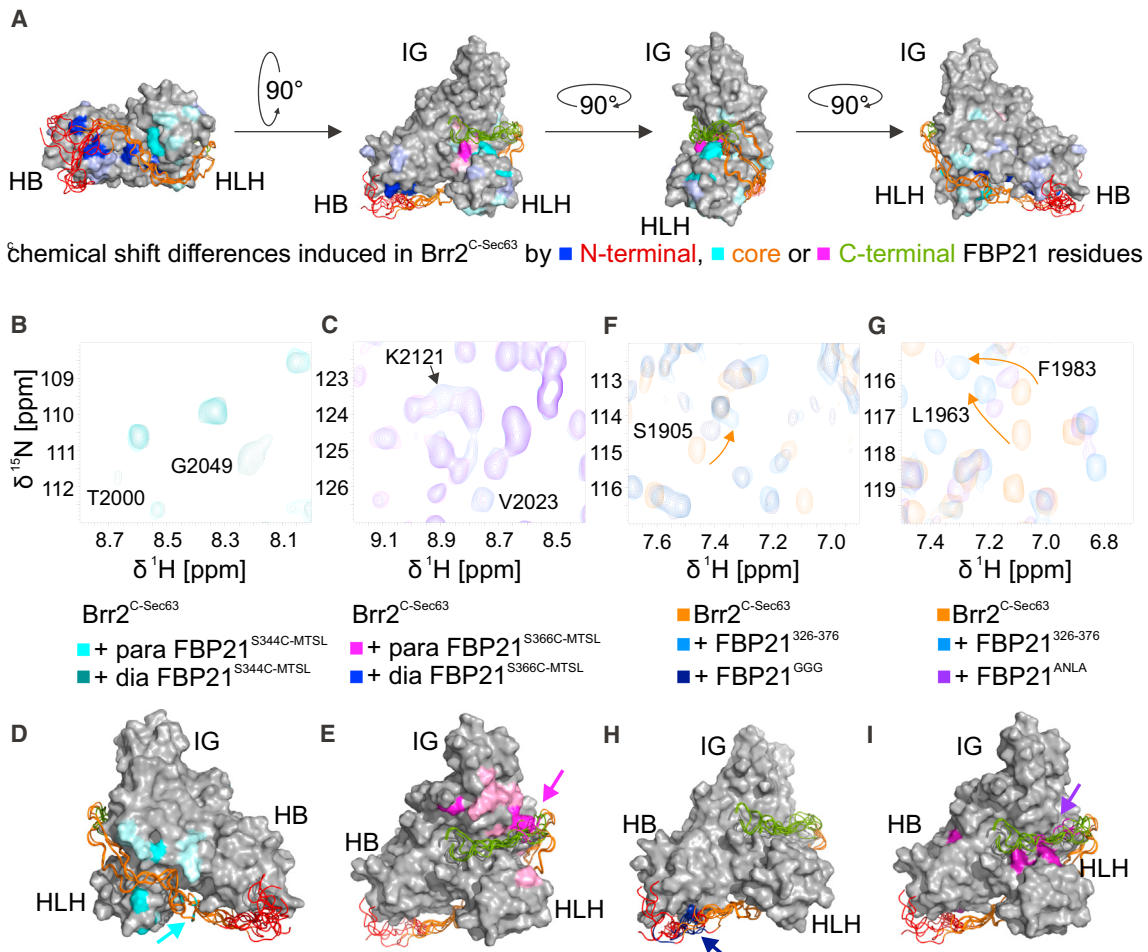 A
IG
IG
IG
90°
90°
90°
HB
HLH
HB
HLH
HLH
HLH
HB
cchemical shift differences induced in Brr2C-Sec63 by N-terminal, core or C-terminal FBP21 residues
B
C
F
G
109
110
111
112
G2049
T2000
8.7 8.5 8.3 8.1
δ 15N [ppm]
δ 1H [ppm]
K2121
123
124
125
126
V2023
9.1 8.9 8.7 8.5
δ 1H [ppm]
113
114
115
116
S1905
7.6 7.4 7.2 7.0
δ 1H [ppm]
116
117
118
119
F1983
L1963
7.4 7.2 7.0 6.8
δ 1H [ppm]
Brr2C-Sec63
+ para FBP21S344C-MTSL
+ dia FBP21S344C-MTSL
Brr2C-Sec63
+ para FBP21S366C-MTSL
+ dia FBP21S366C-MTSL
Brr2C-Sec63
+ FBP21326-376
+ FBP21GGG
Brr2C-Sec63
+ FBP21326-376
+ FBP21ANLA
D
IG
HB
HLH
E
IG
HB
HLH
H
IG
HB
HLH
I
IG
HB
HLH